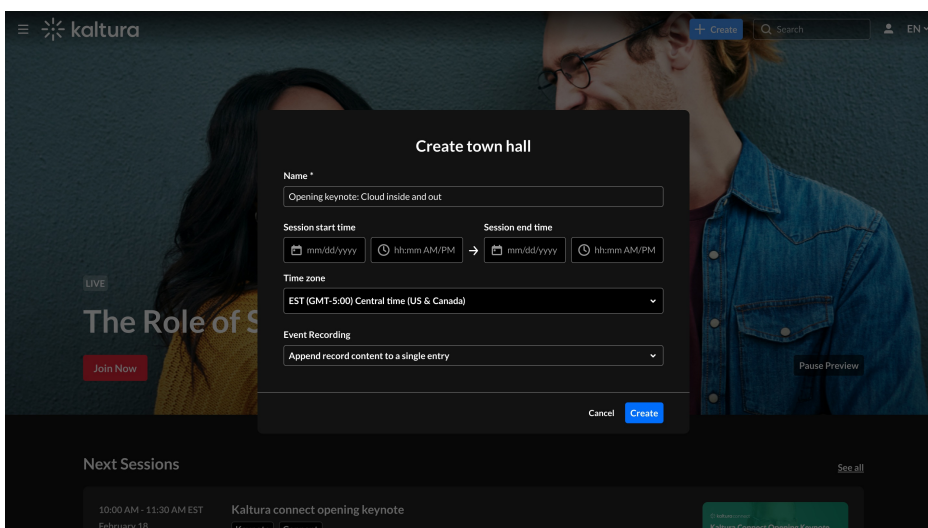 kaltura
+ Create
Search
EN
Create town hall
Name *
Opening keynote: Cloud inside and out
Session start time
Session end time
mm/dd/yyyy
hh:mm AM/PM
→
mm/dd/yyyy
hh:mm AM/PM
Time zone
EST (GMT-5:00) Central time (US & Canada)
Event Recording
Append record content to a single entry
Cancel
Create
LIVE
The Role of S
Join Now
Pause Preview
Next Sessions
See all
10:00 AM - 11:30 AM EST
Kaltura connect opening keynote
February 18
Kaltura Connect Opening Keynote